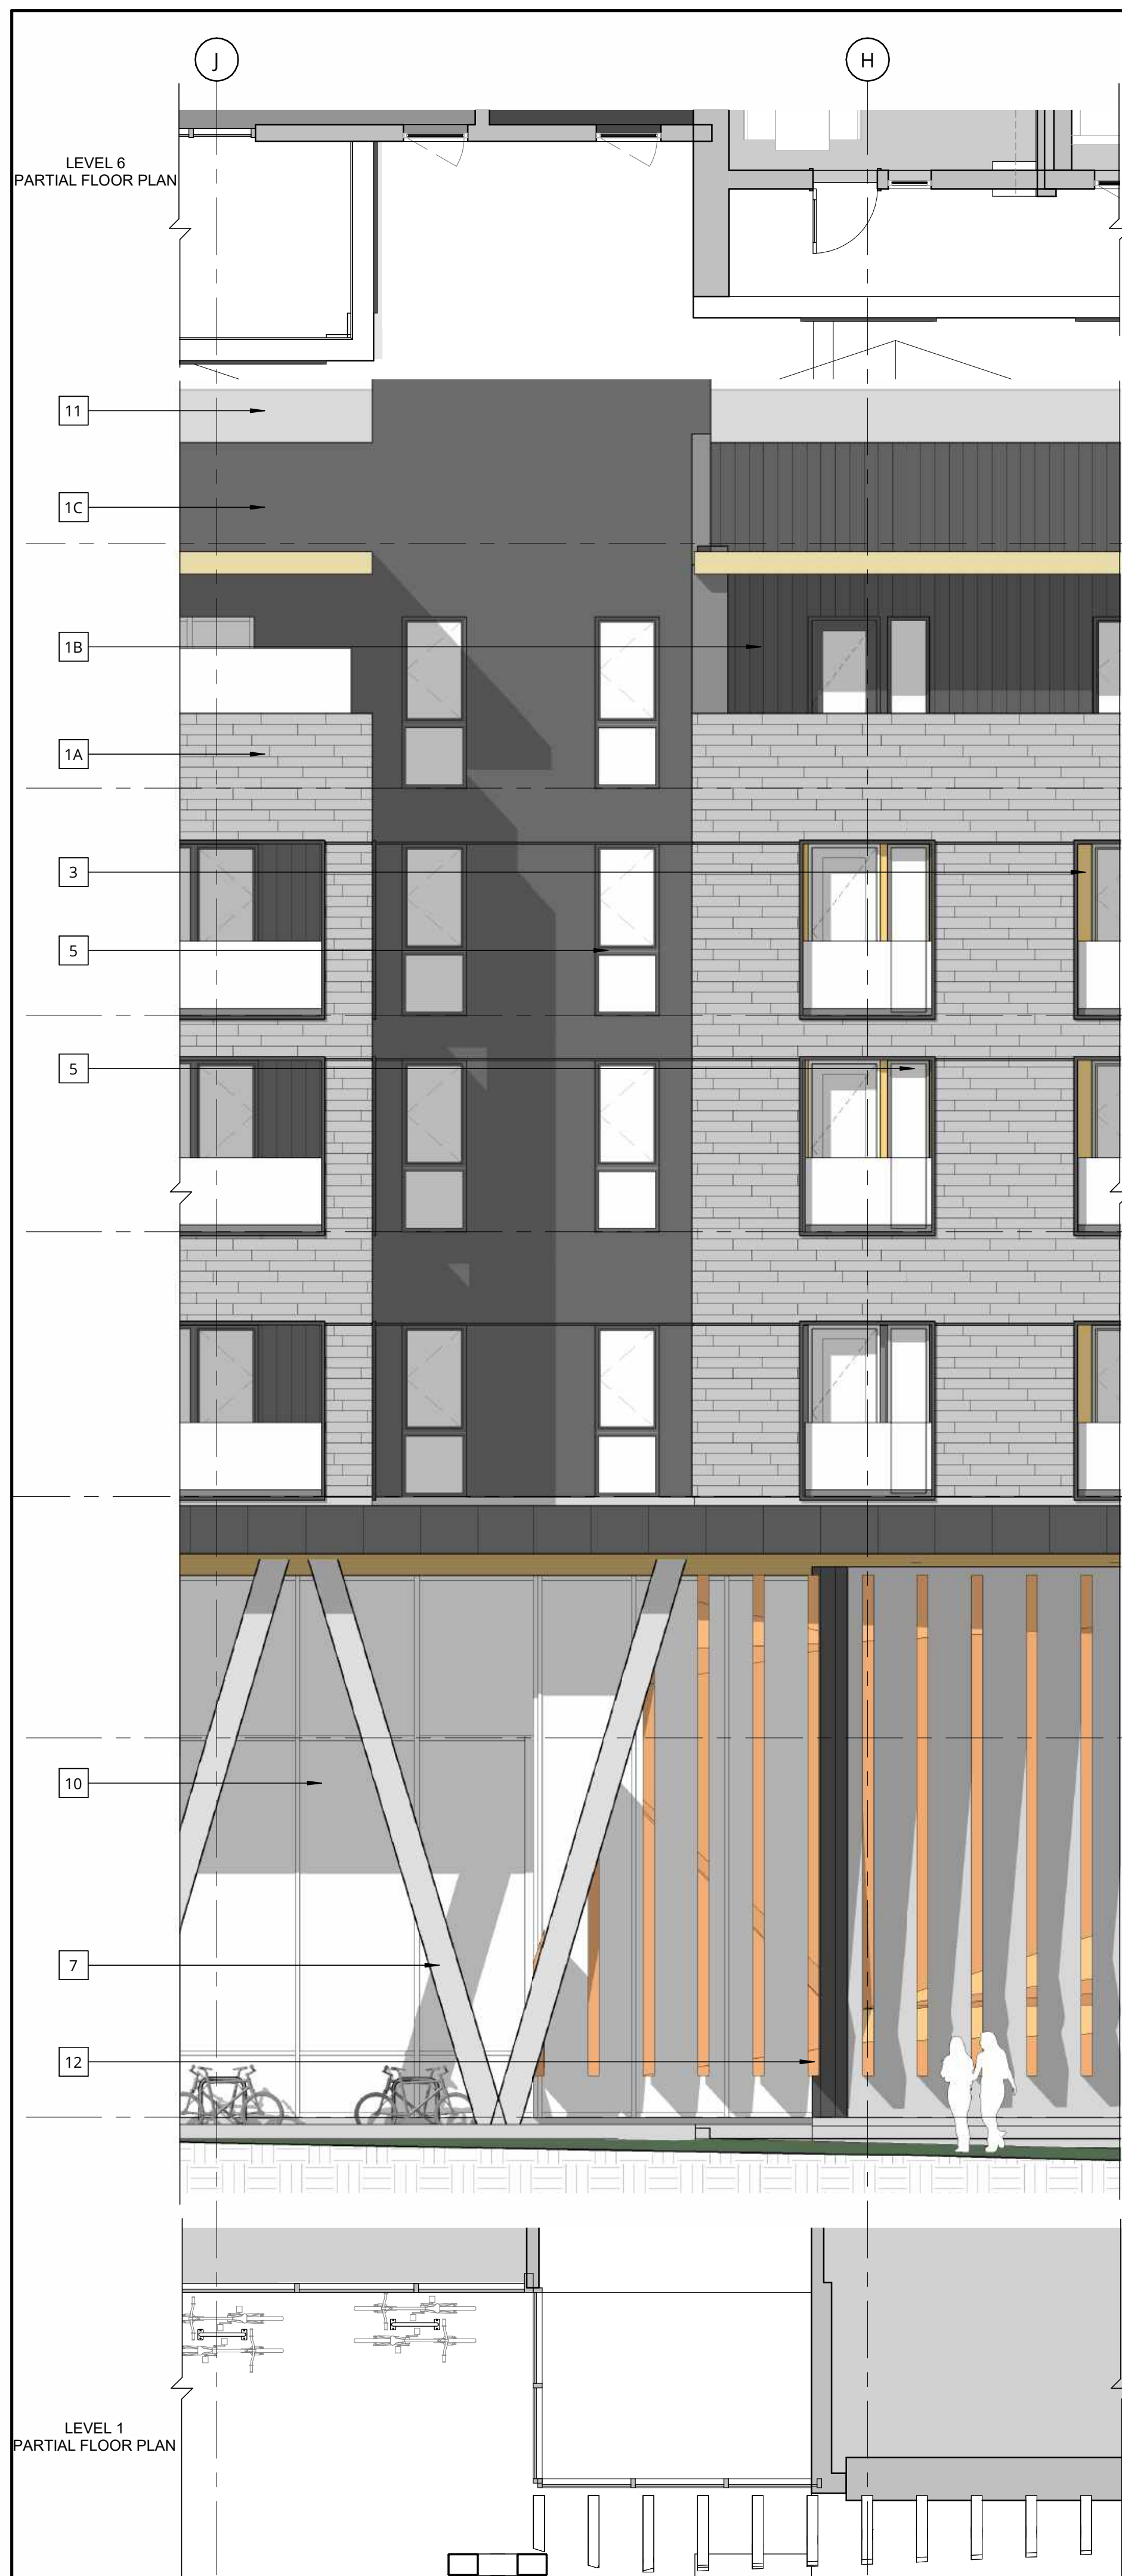 J
H
LEVEL 6
PARTIAL FLOOR PLAN
11
1C
1B
1A
3
5
5
10
7
12
LEVEL 1
PARTIAL FLOOR PLAN